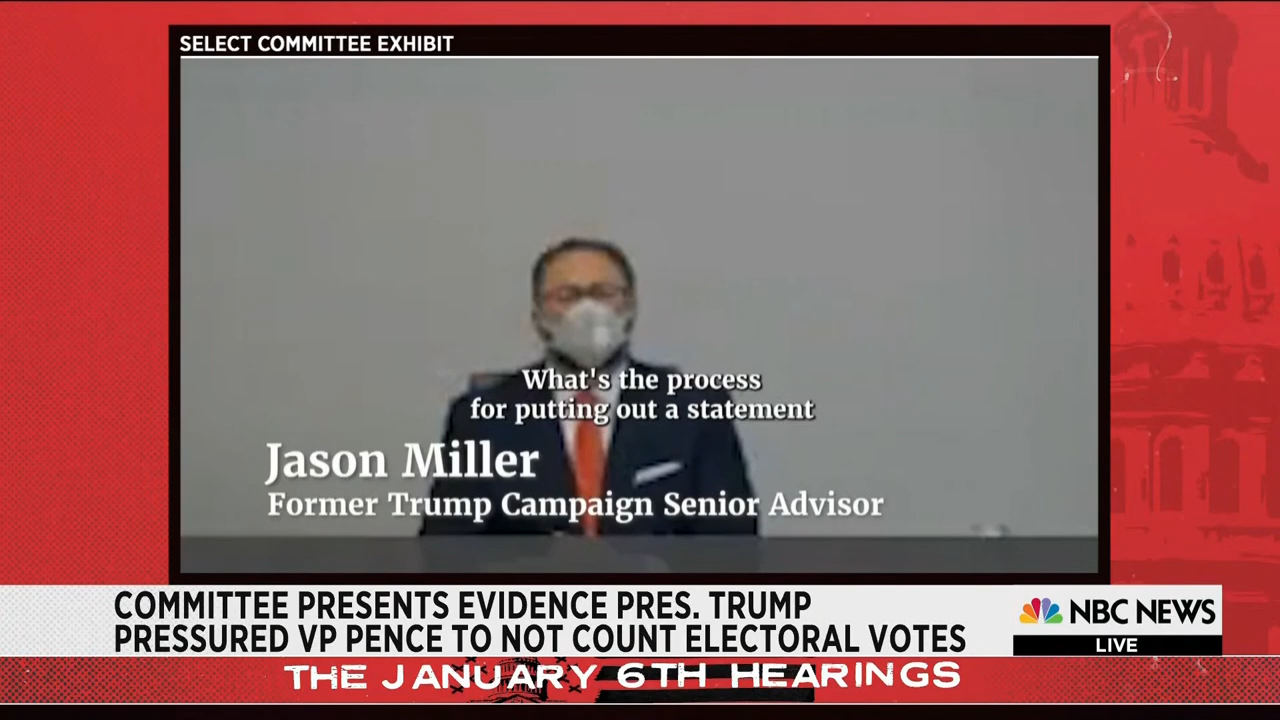 SELECT COMMITTEE EXHIBIT
What's the process
for putting out a statement
Jason Miller
Former Trump Campaign Senior Advisor
COMMITTEE PRESENTS EVIDENCE PRES. TRUMP
PRESSURED VP PENCE TO NOT COUNT ELECTORAL VOTES
NBC NEWS
LIVE
THE JANUARY 6TH HEARINGS